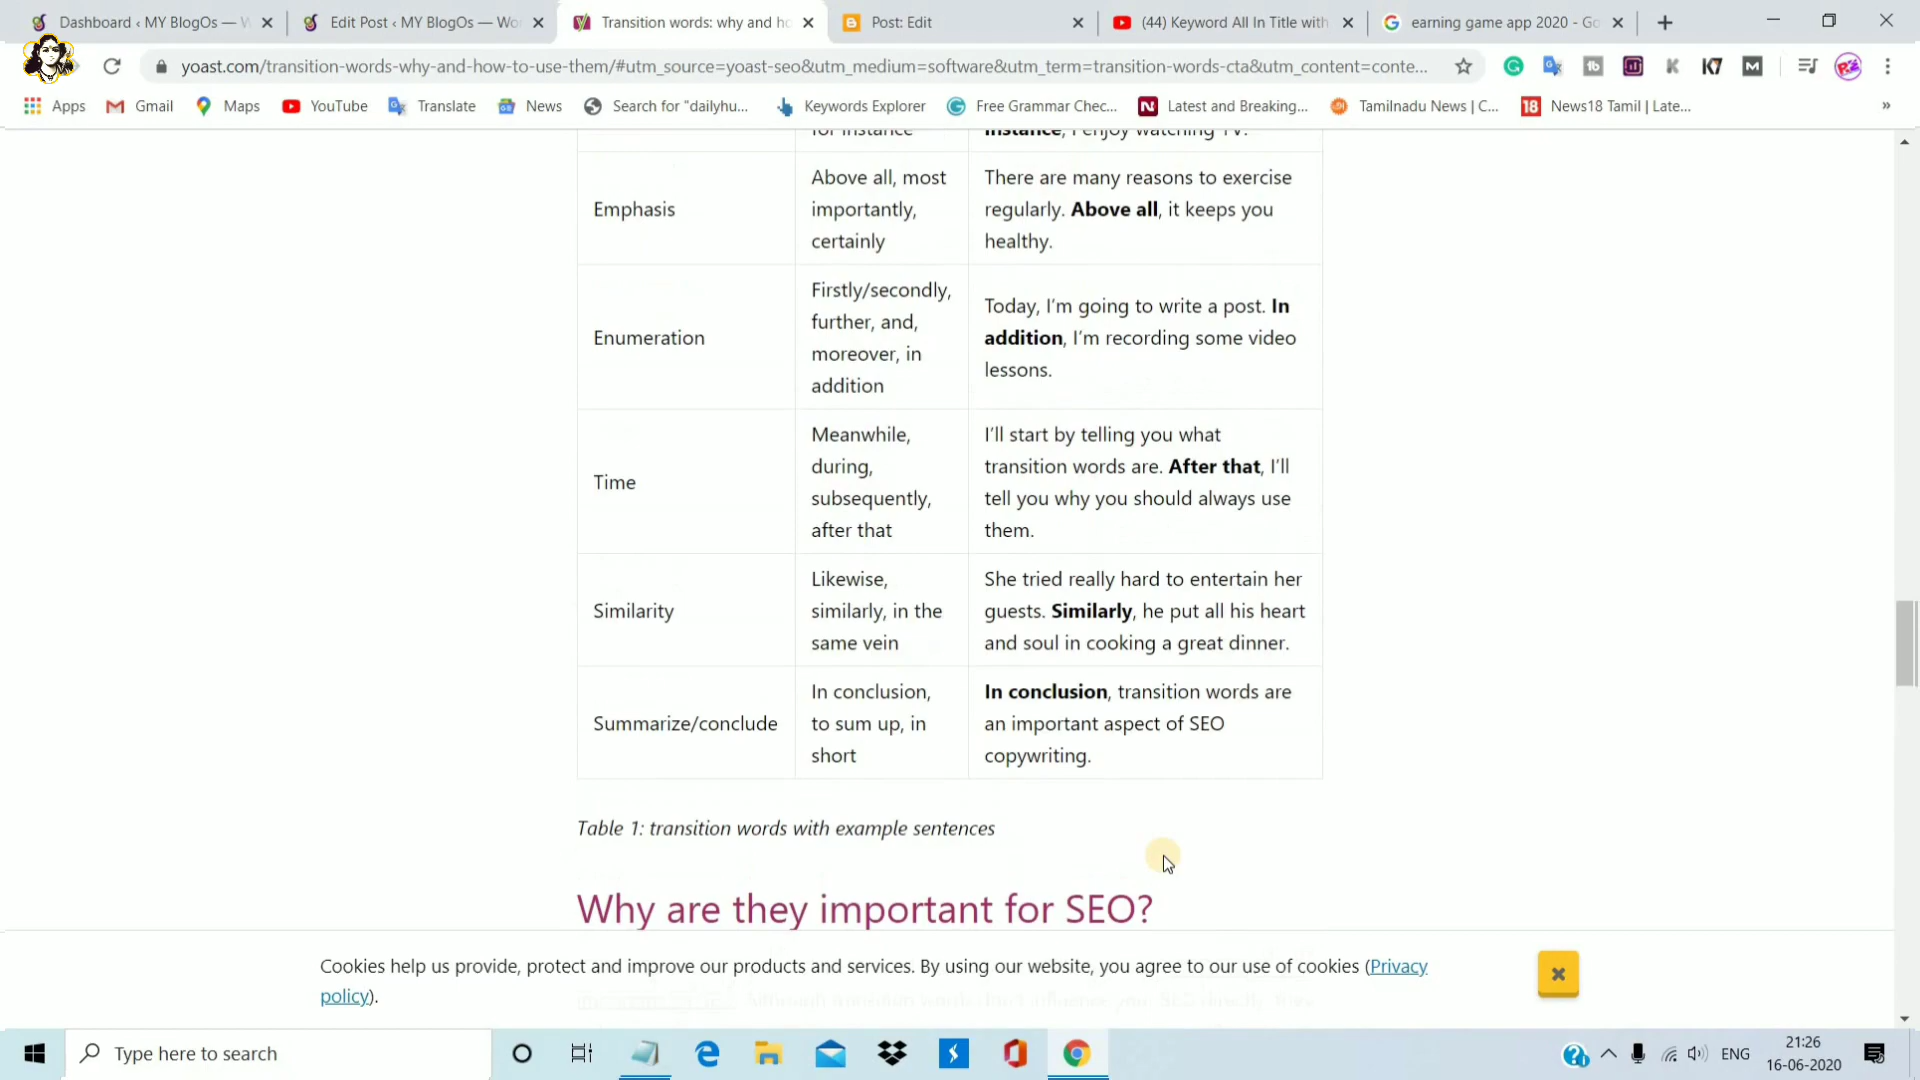 Dashboard ‹ MY BlogOs — W
Edit Post ‹ MY BlogOs — Wor
Transition words: why and ho
Post: Edit
(44) Keyword All In Title with
earning game app 2020 - Go
yoast.com/transition-words-why-and-how-to-use-them/#utm_source=yoast-seo&utm_medium=software&utm_term=transition-words-cta&utm_content=conte...
Apps
Gmail
Maps
YouTube
Translate
News
Search for "dailyhu...
Keywords Explorer
Free Grammar Chec...
Latest and Breaking...
Tamilnadu News | C...
18
News18 Tamil | Late...
for instance
instance, I enjoy watching TV.
Emphasis
Above all, most
importantly,
certainly
There are many reasons to exercise
regularly. Above all, it keeps you
healthy.
Enumeration
Firstly/secondly,
further, and,
moreover, in
addition
Today, I'm going to write a post. In
addition, I'm recording some video
lessons.
Time
Meanwhile,
during,
subsequently,
after that
I'll start by telling you what
transition words are. After that, I'll
tell you why you should always use
them.
Similarity
Likewise,
similarly, in the
same vein
She tried really hard to entertain her
guests. Similarly, he put all his heart
and soul in cooking a great dinner.
Summarize/conclude
In conclusion,
to sum up, in
short
In conclusion, transition words are
an important aspect of SEO
copywriting.
Table 1: transition words with example sentences
Why are they important for SEO?
Cookies help us provide, protect and improve our products and services. By using our website, you agree to our use of cookies (Privacy
policy).
Type here to search
ENG
21:26
16-06-2020